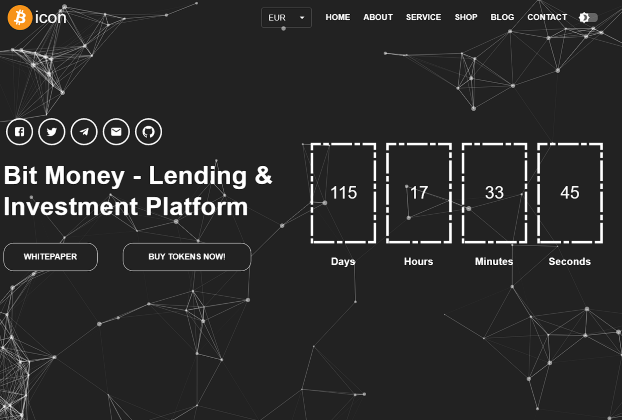 icon
EUR
HOME ABOUT SERVICE SHOP BLOG CONTACT
Bit Money - Lending &
Investment Platform
WHITEPAPER
BUY TOKENS NOW!
115 17 33 45
Days Hours Minutes Seconds